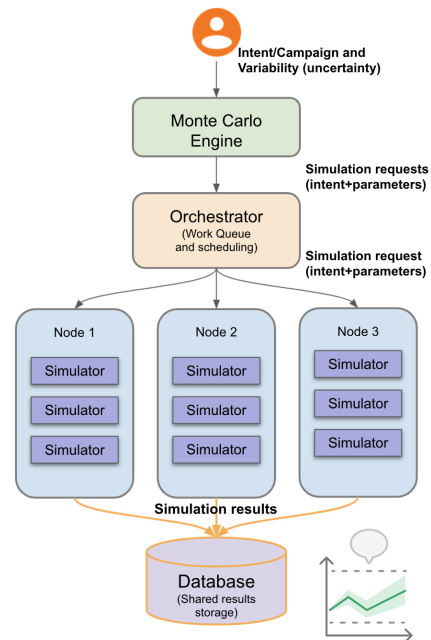 Intent/Campaign and
Variability (uncertainty)
Monte Carlo
Engine
Simulation requests
(intent+parameters)
Orchestrator
(Work Queue
and scheduling)
Simulation request
(intent+parameters)
Node 1
Node 2
Node 3
Simulator
Simulator
Simulator
Simulator
Simulator
Simulator
Simulator
Simulator
Simulator
Simulation results
Database
(Shared results
storage)